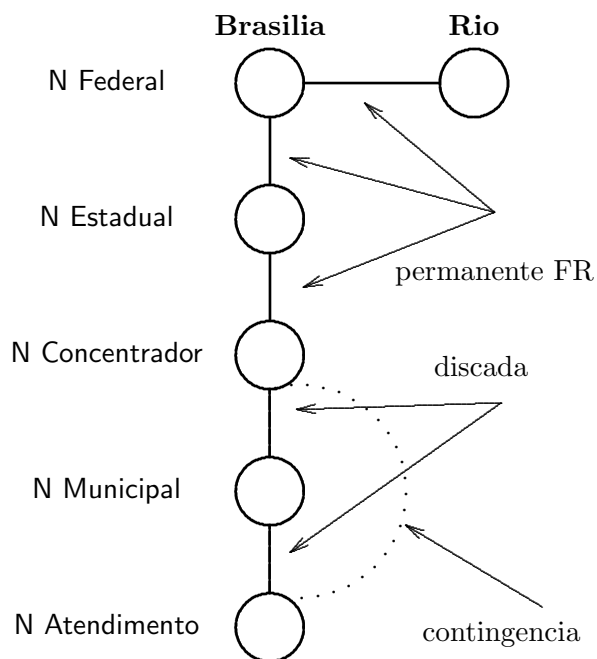 Brasilia Rio
N Federal
N Estadual
permanente FR
N Concentrador
discada
N Municipal
N Atendimento
contingencia